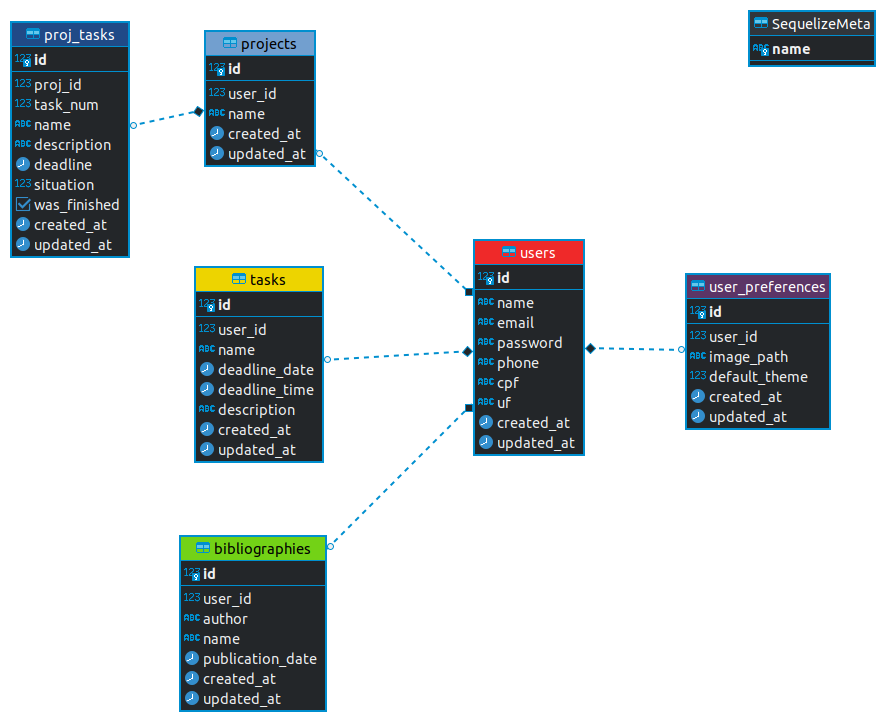 proj_tasks
123 id
123 proj_id
123 task_num
ABC name
ABC description
deadline
123 situation
was_finished
created_at
updated_at
projects
123 id
123 user_id
ABC name
created_at
updated_at
SequelizeMeta
ABC name
tasks
123 id
123 user_id
ABC name
deadline_date
deadline_time
ABC description
created_at
updated_at
users
123 id
ABC name
ABC email
ABC password
ABC phone
ABC cpf
ABC uf
created_at
updated_at
user_preferences
123 id
123 user_id
ABC image_path
123 default_theme
created_at
updated_at
bibliographies
123 id
123 user_id
ABC author
ABC name
publication_date
created_at
updated_at